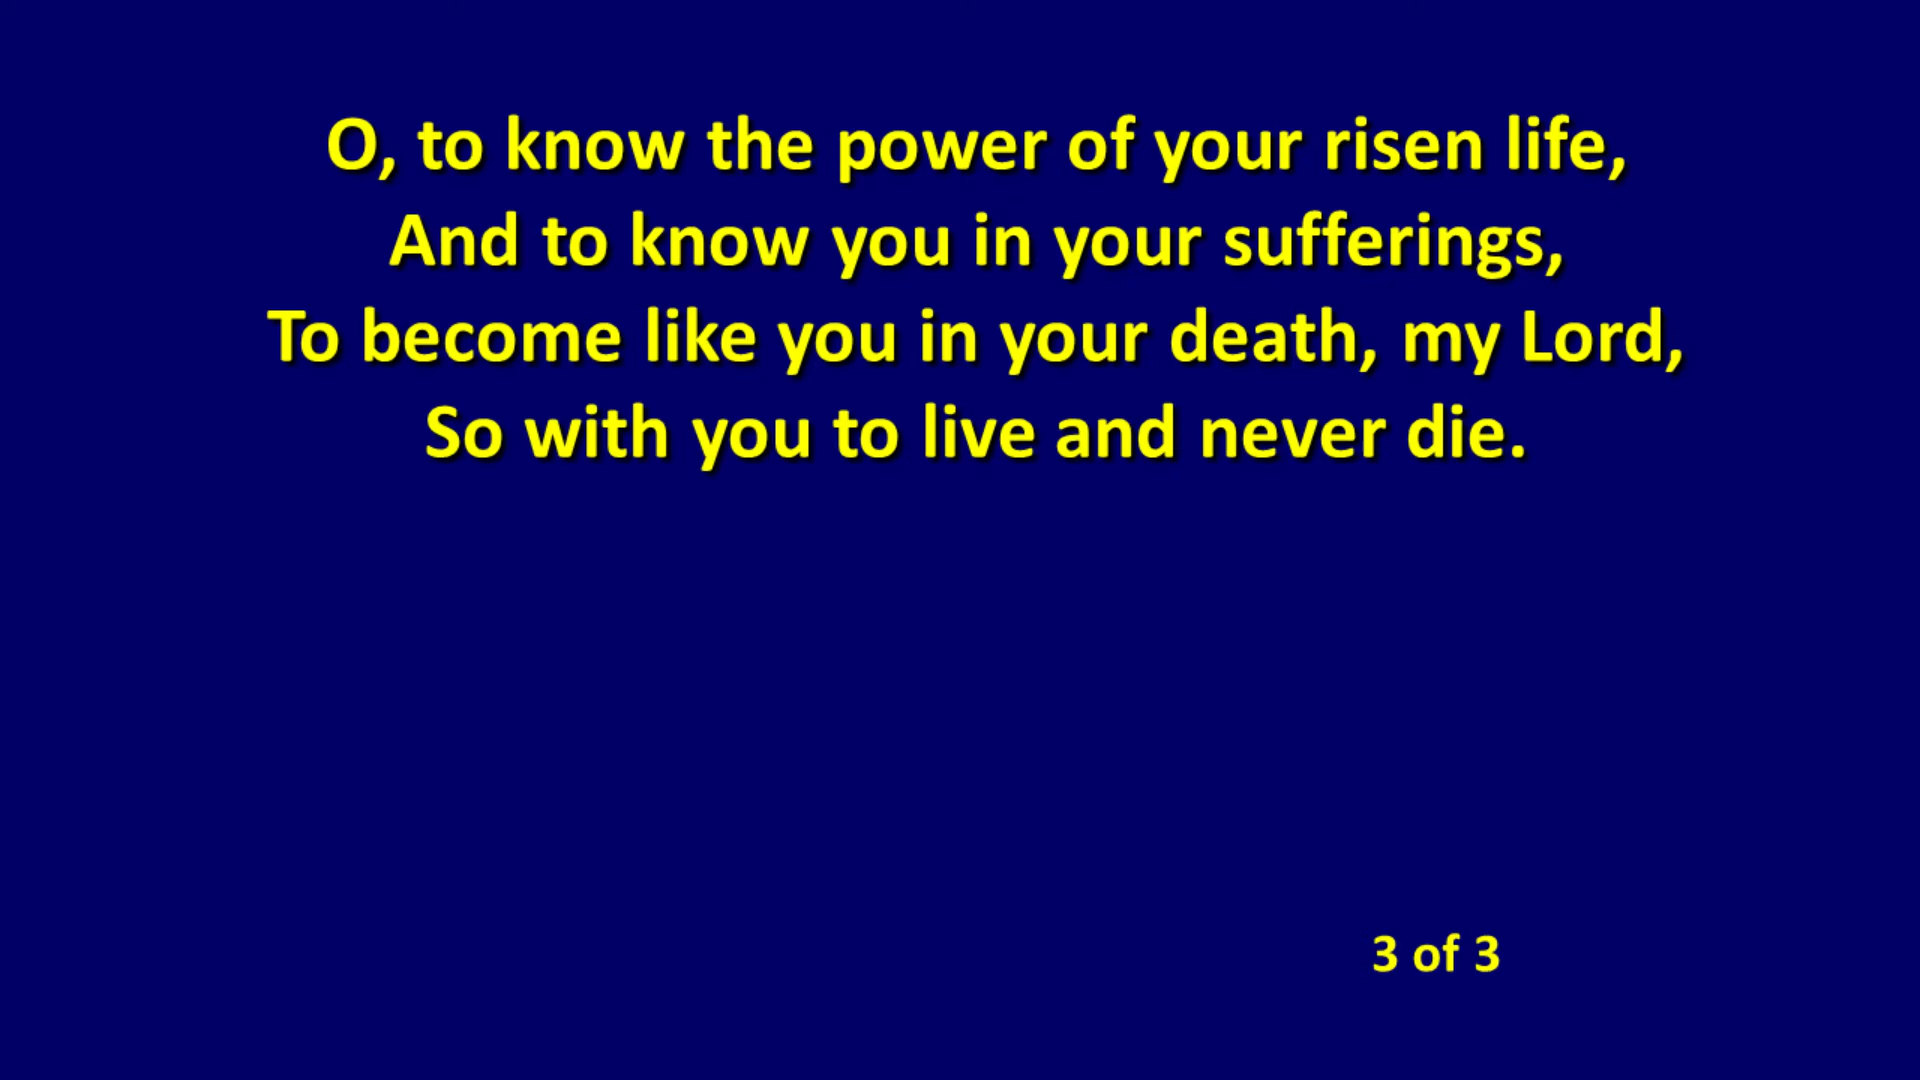 O, to know the power of your risen life,
And to know you in your sufferings,
To become like you in your death, my Lord,
So with you to live and never die.
3 of 3